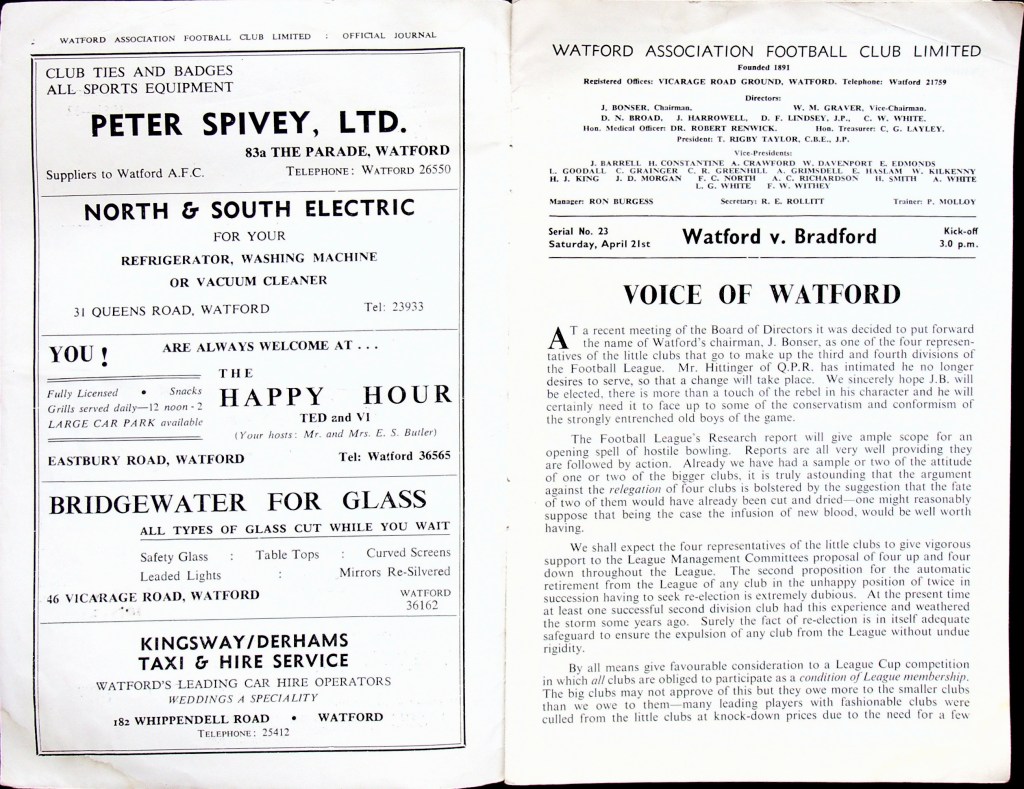 WATFORD ASSOCIATION FOOTBALL CLUB LIMITED : OFFICIAL JOURNAL
CLUB TIES AND BADGES
ALL SPORTS EQUIPMENT
PETER SPIVEY, LTD.
83a THE PARADE, WATFORD
Suppliers to Watford A.F.C. TELEPHONE: WATFORD 26550
NORTH & SOUTH ELECTRIC
FOR YOUR
REFRIGERATOR, WASHING MACHINE
OR VACUUM CLEANER
31 QUEENS ROAD, WATFORD Tel: 23933
YOU! ARE ALWAYS WELCOME AT . . .
THE
Fully Licensed • Snacks
HAPPY HOUR
Grills served daily—12 noon - 2
TED and VI
LARGE CAR PARK available
(Your hosts: Mr. and Mrs. E. S. Butler)
EASTBURY ROAD, WATFORD Tel: Watford 36565
BRIDGEWATER FOR GLASS
ALL TYPES OF GLASS CUT WHILE YOU WAIT
Safety Glass : Table Tops : Curved Screens
Leaded Lights : Mirrors Re-Silvered
46 VICARAGE ROAD, WATFORD WATFORD
36162
KINGSWAY/DERHAMS
TAXI & HIRE SERVICE
WATFORD'S LEADING CAR HIRE OPERATORS
WEDDINGS A SPECIALITY
182 WHIPPENDELL ROAD • WATFORD
TELEPHONE: 25412
WATFORD ASSOCIATION FOOTBALL CLUB LIMITED
Founded 1891
Registered Offices: VICARAGE ROAD GROUND, WATFORD. Telephone: Watford 21759
Directors:
J. BONSER, Chairman. W. M. GRAVER, Vice-Chairman.
D. N. BROAD, J. HARROWELL, D. F. LINDSEY, J.P., C. W. WHITE.
Hon. Medical Officer: DR. ROBERT RENWICK. Hon. Treasurer: C. G. LAYLEY.
President: T. RIGBY TAYLOR, C.B.E., J.P.
Vice-Presidents:
J. BARRELL H. CONSTANTINE A. CRAWFORD W. DAVENPORT E. EDMONDS
L. GOODALL C. GRAINGER C. R. GREENHILL A. GRIMSDELL E. HASLAM W. KILKENNY
H. J. KING J. D. MORGAN F. C. NORTH A. C. RICHARDSON H. SMITH A. WHITE
L. G. WHITE F. W. WITHEY
Manager: RON BURGESS Secretary: R. E. ROLLITT Trainer: P. MOLLOY
Serial No. 23
Saturday, April 21st
Watford v. Bradford
Kick-off
3.0 p.m.
VOICE OF WATFORD
AT a recent meeting of the Board of Directors it was decided to put forward
the name of Watford's chairman, J. Bonser, as one of the four represen-
tatives of the little clubs that go to make up the third and fourth divisions of
the Football League. Mr. Hittinger of Q.P.R. has intimated he no longer
desires to serve, so that a change will take place. We sincerely hope J.B. will
be elected, there is more than a touch of the rebel in his character and he will
certainly need it to face up to some of the conservatism and conformism of
the strongly entrenched old boys of the game.
The Football League's Research report will give ample scope for an
opening spell of hostile bowling. Reports are all very well providing they
are followed by action. Already we have had a sample or two of the attitude
of one or two of the bigger clubs, it is truly astounding that the argument
against the relegation of four clubs is bolstered by the suggestion that the fate
of two of them would have already been cut and dried—one might reasonably
suppose that being the case the infusion of new blood, would be well worth
having.
We shall expect the four representatives of the little clubs to give vigorous
support to the League Management Committees proposal of four up and four
down throughout the League. The second proposition for the automatic
retirement from the League of any club in the unhappy position of twice in
succession having to seek re-election is extremely dubious. At the present time
at least one successful second division club had this experience and weathered
the storm some years ago. Surely the fact of re-election is in itself adequate
safeguard to ensure the expulsion of any club from the League without undue
rigidity.
By all means give favourable consideration to a League Cup competition
in which all clubs are obliged to participate as a condition of League membership.
The big clubs may not approve of this but they owe more to the smaller clubs
than we owe to them—many leading players with fashionable clubs were
culled from the little clubs at knock-down prices due to the need for a few